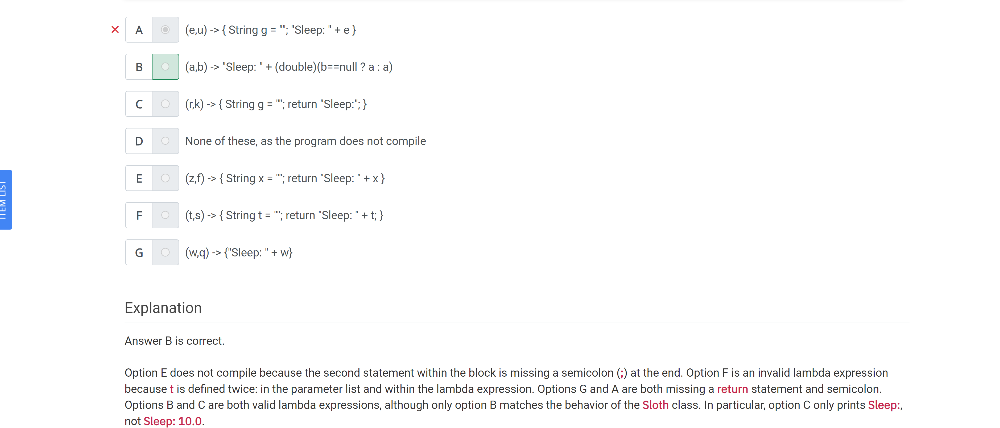 A (e,u) -> { String g = ""; "Sleep: " + e }
B (a,b) -> "Sleep: " + (double)(b==null ? a : a)
C (r,k) -> { String g = ""; return "Sleep:"; }
D None of these, as the program does not compile
ITEM LIST
E (z,f) -> { String x = ""; return "Sleep: " + x }
F (t,s) -> { String t = ""; return "Sleep: " + t; }
G (w,q) -> {"Sleep: " + w}
Explanation
Answer B is correct.
Option E does not compile because the second statement within the block is missing a semicolon (;) at the end. Option F is an invalid lambda expression
because t is defined twice: in the parameter list and within the lambda expression. Options G and A are both missing a return statement and semicolon.
Options B and C are both valid lambda expressions, although only option B matches the behavior of the Sloth class. In particular, option C only prints Sleep:,
not Sleep: 10.0.